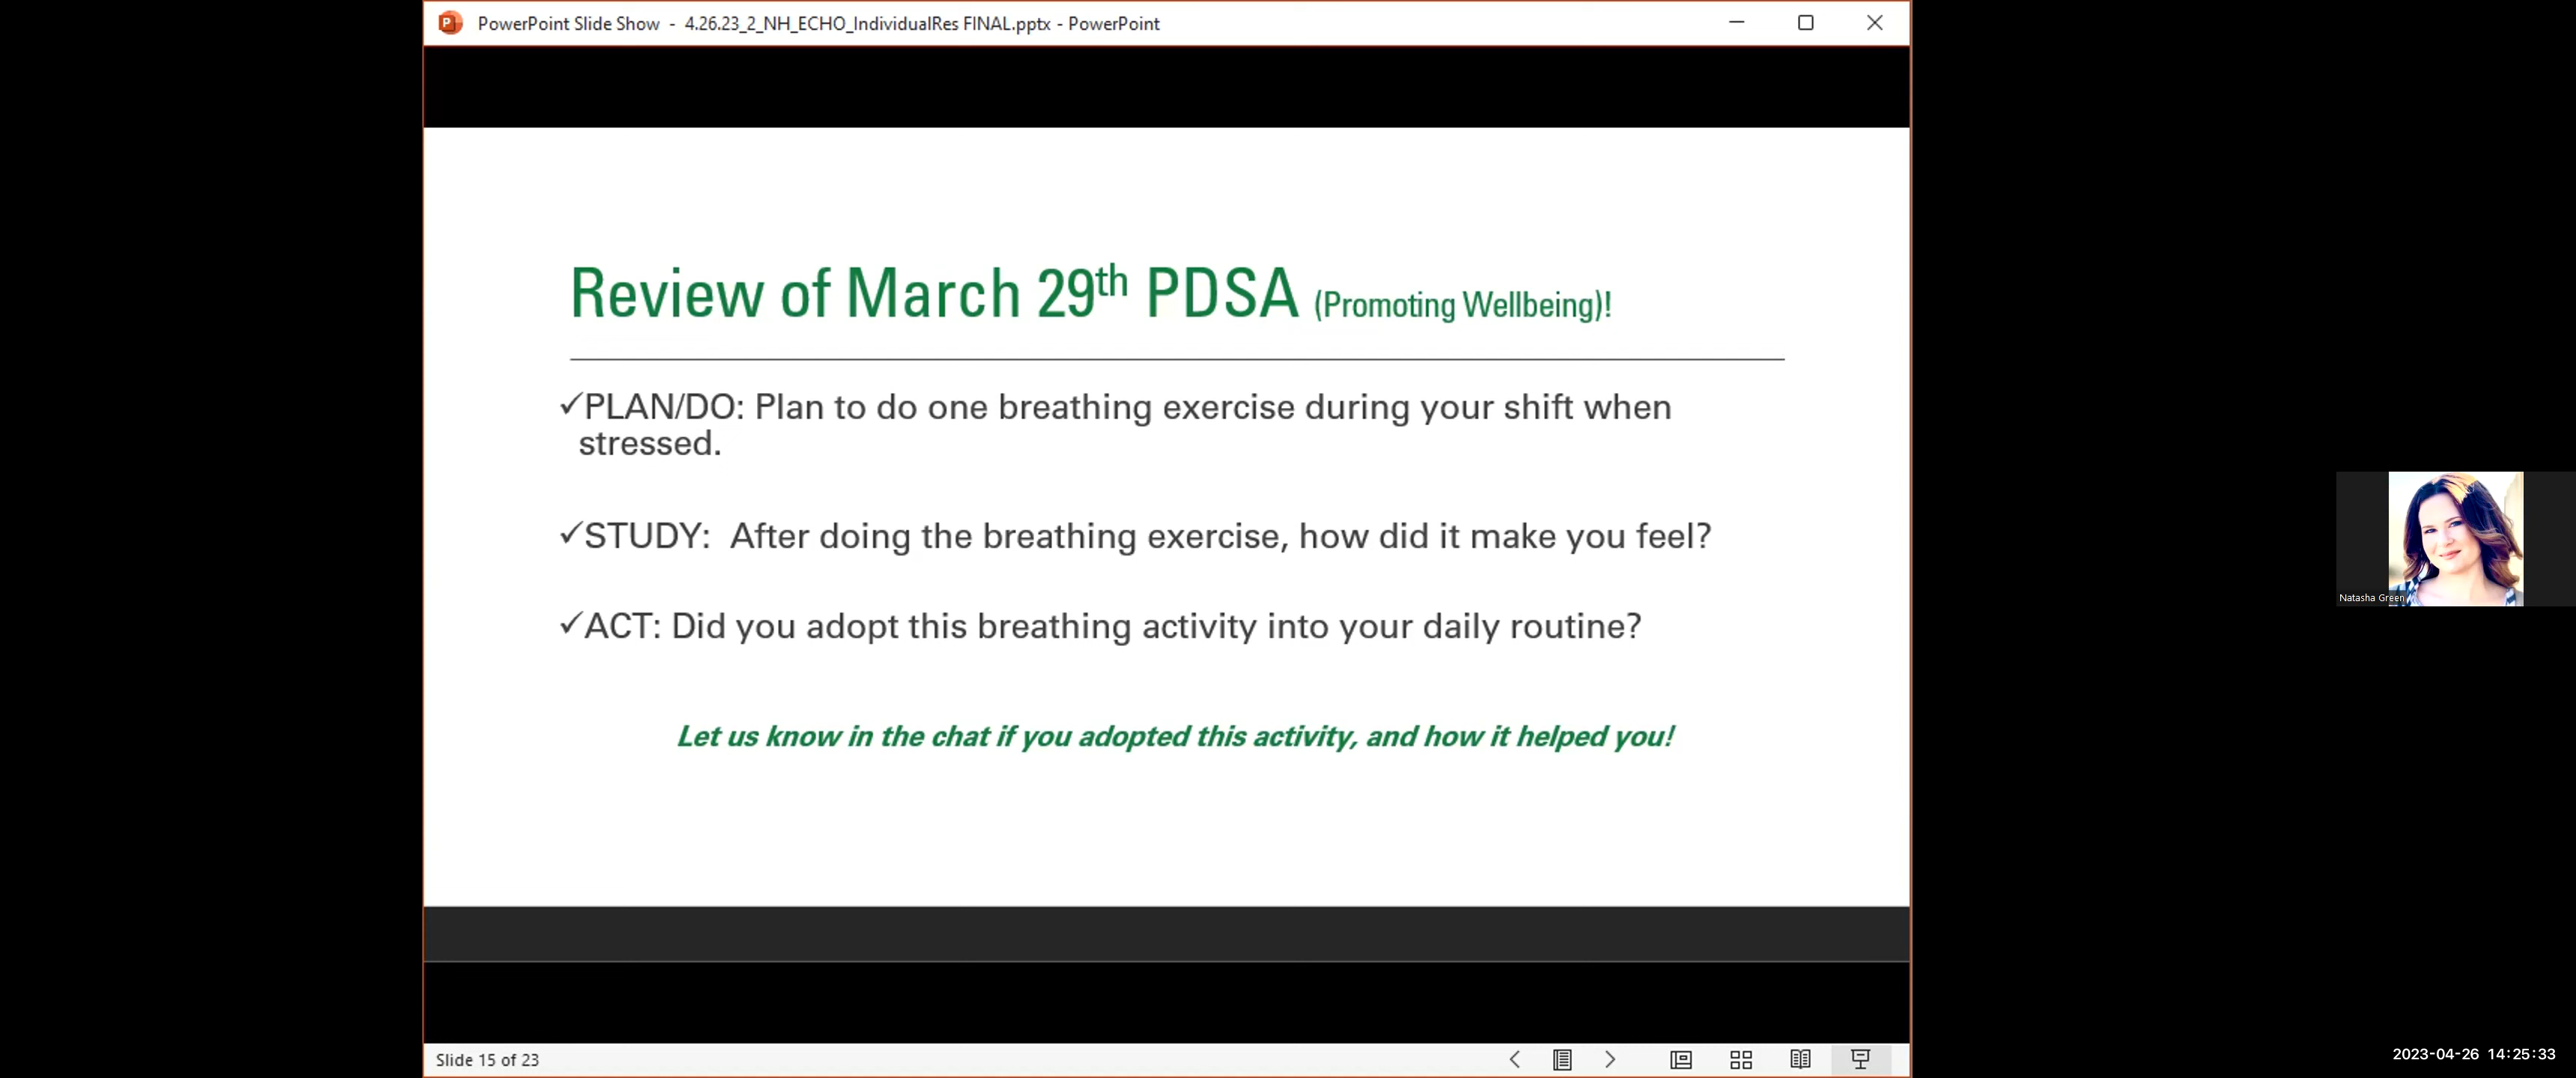 PowerPoint Slide Show - 4.26.23_2_NH_ECHO_IndividualRes FINAL.pptx - PowerPoint
Review of March 29th PDSA (Promoting Wellbeing)!
✓PLAN/DO: Plan to do one breathing exercise during your shift when
stressed.
✓STUDY: After doing the breathing exercise, how did it make you feel?
✓ACT: Did you adopt this breathing activity into your daily routine?
Let us know in the chat if you adopted this activity, and how it helped you!
Natasha Green
Slide 15 of 23
2023-04-26 14:25:33